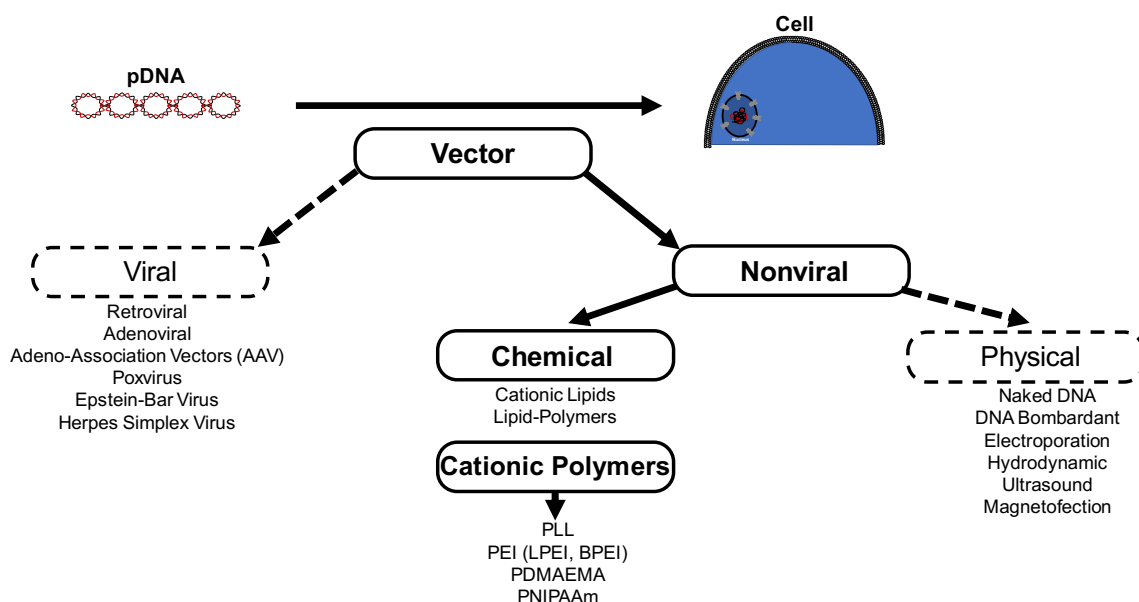 Cell
pDNA
Vector
Viral
Retroviral
Adenoviral
Adeno-Association Vectors (AAV)
Poxvirus
Epstein-Bar Virus
Herpes Simplex Virus
Nonviral
Chemical
Cationic Lipids
Lipid-Polymers
Cationic Polymers
PLL
PEI (LPEI, BPEI)
PDMAEMA
PNIPAAm
Physical
Naked DNA
DNA Bombardant
Electroporation
Hydrodynamic
Ultrasound
Magnetofection